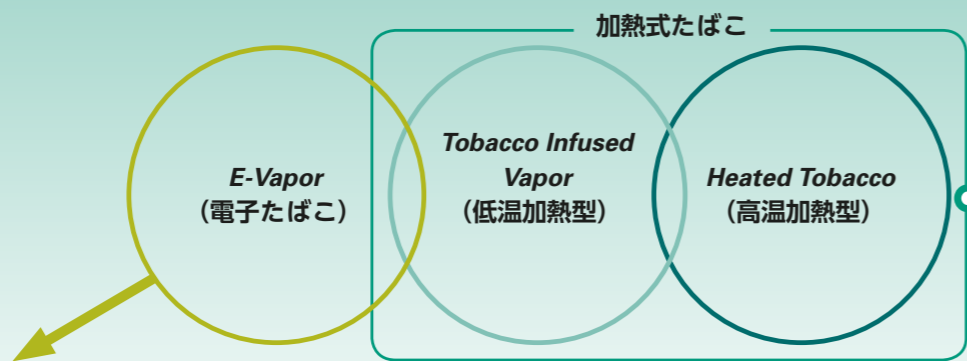 加熱式たばこ
E-Vapor
（電子たばこ）
Tobacco Infused
Vapor
（低温加熱型）
Heated Tobacco
（高温加熱型）